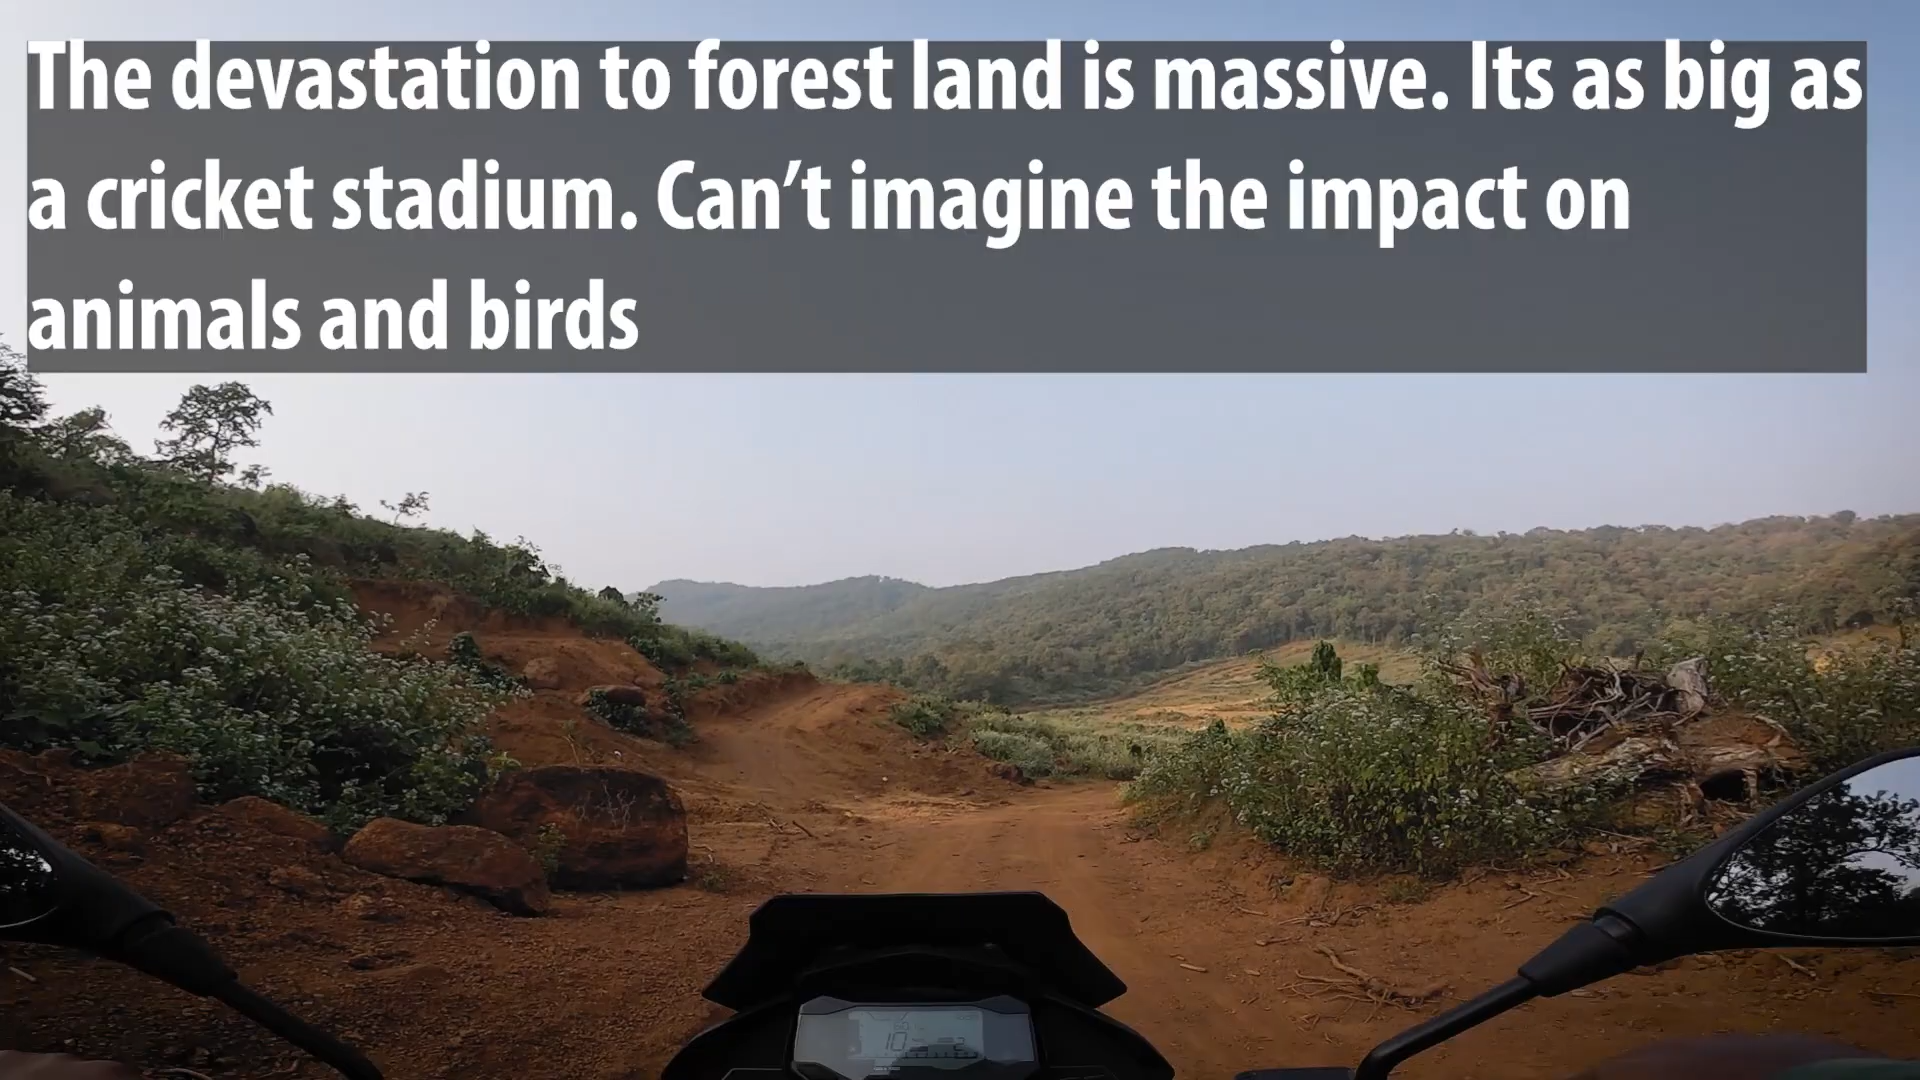 The devastation to forest land is massive. Its as big as
a cricket stadium. Can’t imagine the impact on
animals and birds
10